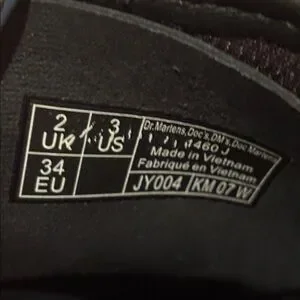 2 UK
3 US
34 EU
Dr.Martens, Doc's, DM's, Doc Martens
1460 J
Made in Vietnam
Fabriqué en Vietnam
JY004
KM 07 W